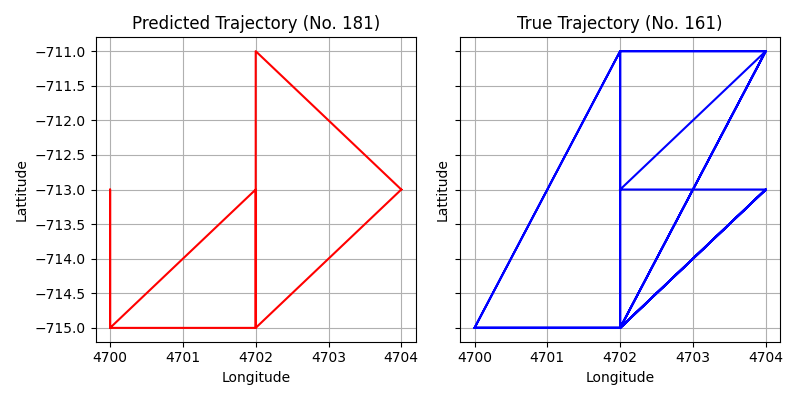 Predicted Trajectory (No. 181)
True Trajectory (No. 161)
−711.0
−711.5
−712.0
−712.5
−713.0
−713.5
−714.0
−714.5
−715.0
Lattitude
Lattitude
4700 4701 4702 4703 4704
4700 4701 4702 4703 4704
Longitude
Longitude